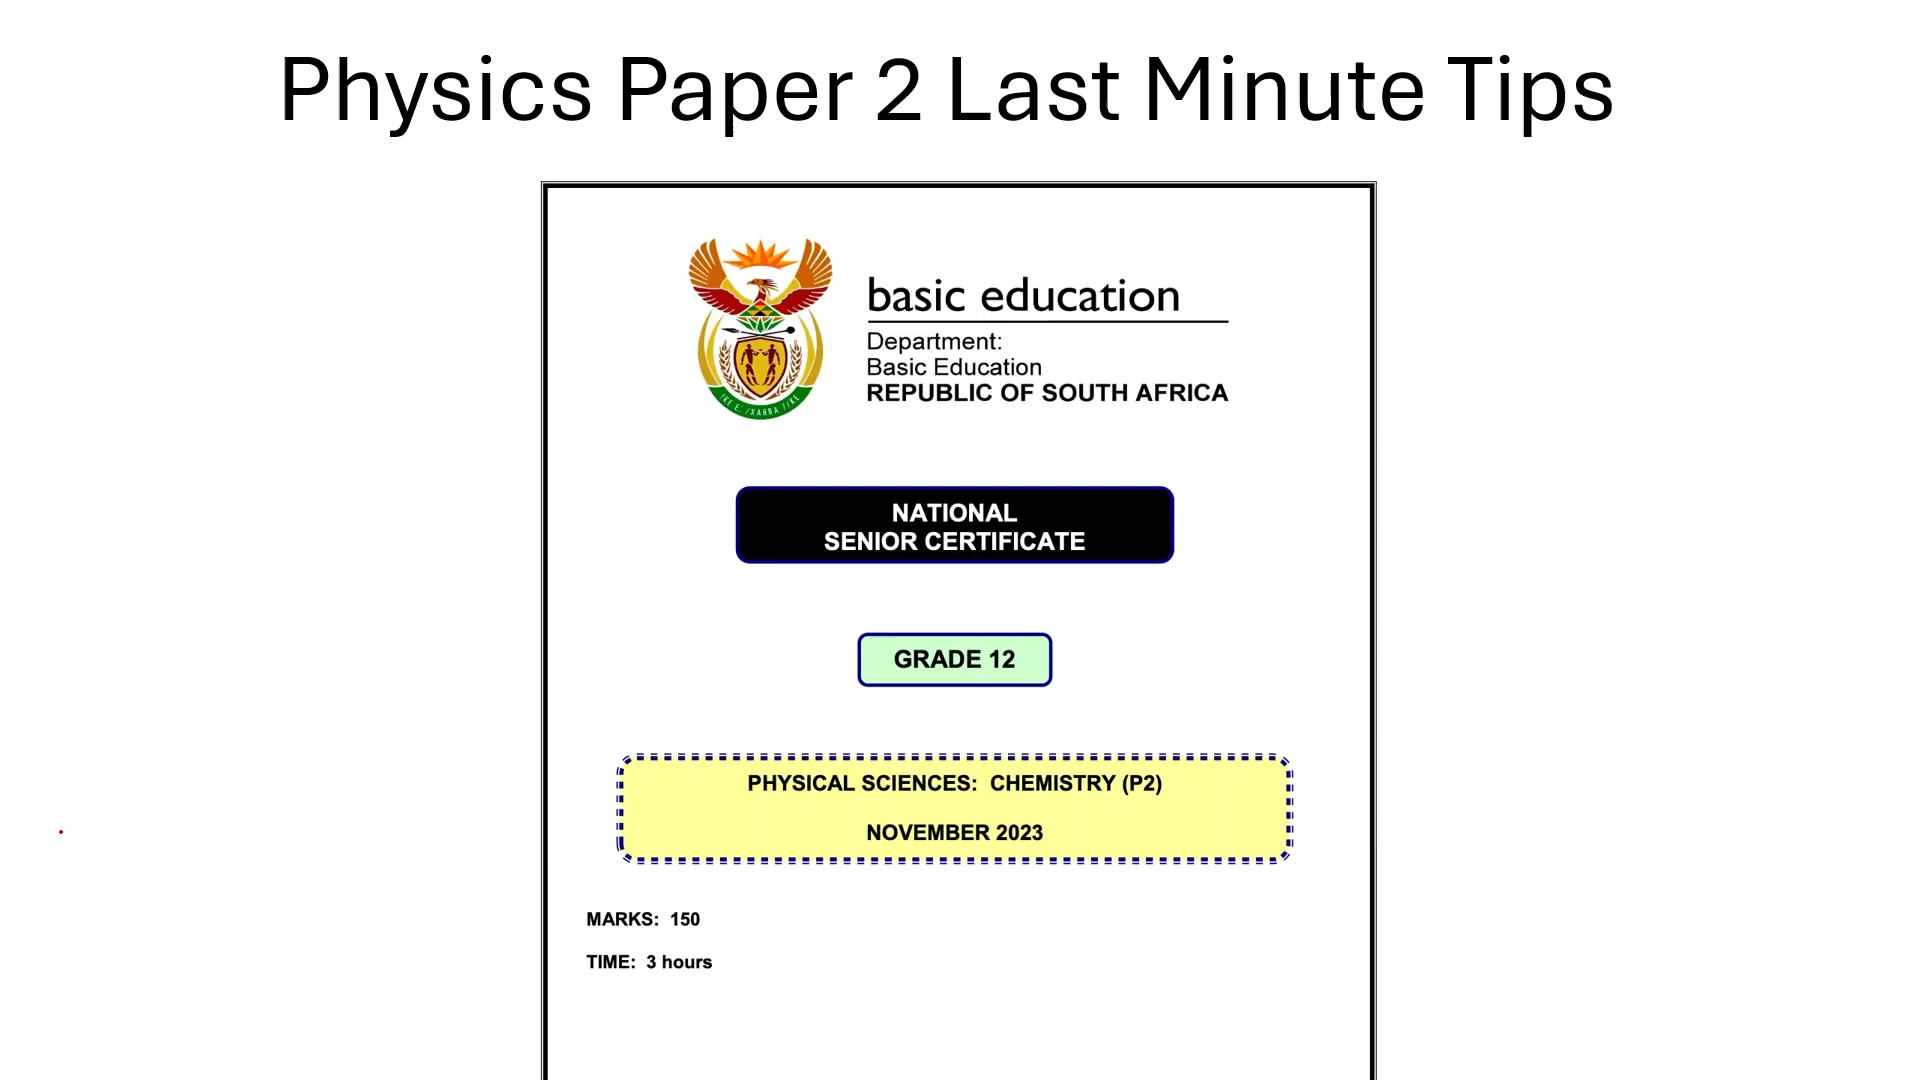 Physics Paper 2 Last Minute Tips
basic education
Department:
Basic Education
REPUBLIC OF SOUTH AFRICA
NATIONAL
SENIOR CERTIFICATE
GRADE 12
PHYSICAL SCIENCES: CHEMISTRY (P2)
NOVEMBER 2023
MARKS: 150
TIME: 3 hours